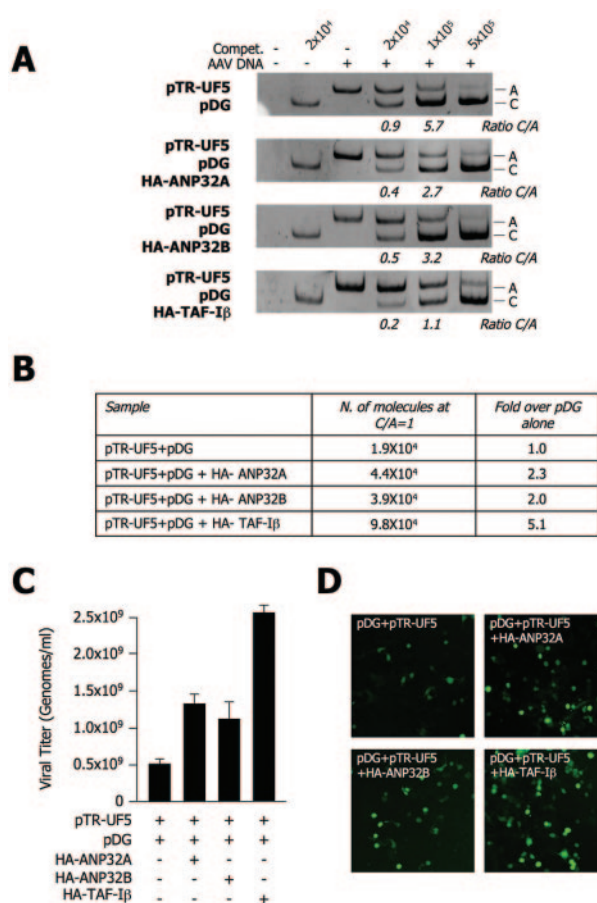 A
Compet. - 2x10⁴ - 2x10⁴ 1x10⁵ 5x10⁵
AAV DNA - - + + + +
pTR-UF5
pDG
A
C
0.9 5.7 Ratio C/A
pTR-UF5
pDG
HA-ANP32A
A
C
0.4 2.7 Ratio C/A
pTR-UF5
pDG
HA-ANP32B
A
C
0.5 3.2 Ratio C/A
pTR-UF5
pDG
HA-TAF-Iβ
A
C
0.2 1.1 Ratio C/A
B
Sample N. of molecules at Fold over pDG
C/A=1 alone
pTR-UF5+pDG 1.9X10⁴ 1.0
pTR-UF5+pDG + HA- ANP32A 4.4X10⁴ 2.3
pTR-UF5+pDG + HA- ANP32B 3.9X10⁴ 2.0
pTR-UF5+pDG + HA- TAF-Iβ 9.8X10⁴ 5.1
C
Viral Titer (Genomes/ml)
2.5x10⁹
1.5x10⁹
1.0x10⁹
0.5x10⁹
0
pTR-UF5 + + + +
pDG + + + +
HA-ANP32A - + - -
HA-ANP32B - - + -
HA-TAF-Iβ - - - +
D
pDG+pTR-UF5
pDG+pTR-UF5
+HA-ANP32A
pDG+pTR-UF5
+HA-ANP32B
pDG+pTR-UF5
+HA-TAF-Iβ